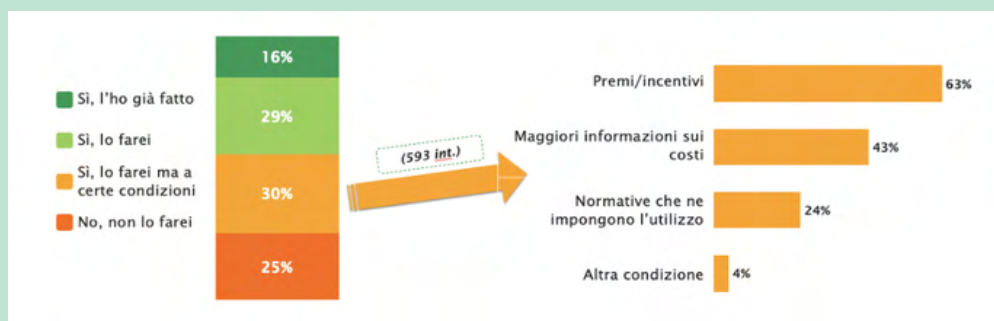 Sì, l'ho già fatto
Sì, lo farei
Sì, lo farei ma a
certe condizioni
No, non lo farei
16%
29%
30%
25%
(593 int.)
Premi/incentivi
63%
Maggiori informazioni sui
costi
43%
Normative che ne
impongono l'utilizzo
24%
Altra condizione
4%